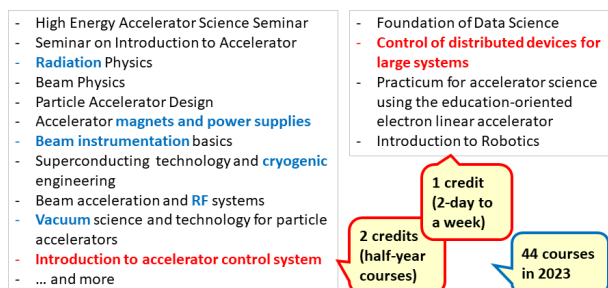 - High Energy Accelerator Science Seminar
- Seminar on Introduction to Accelerator
- Radiation Physics
- Beam Physics
- Particle Accelerator Design
- Accelerator magnets and power supplies
- Beam instrumentation basics
- Superconducting technology and cryogenic
engineering
- Beam acceleration and RF systems
- Vacuum science and technology for particle
accelerators
- Introduction to accelerator control system
- ... and more
- Foundation of Data Science
- Control of distributed devices for
large systems
- Practicum for accelerator science
using the education-oriented
electron linear accelerator
- Introduction to Robotics
1 credit
(2-day to
a week)
2 credits
(half-year
courses)
44 courses
in 2023